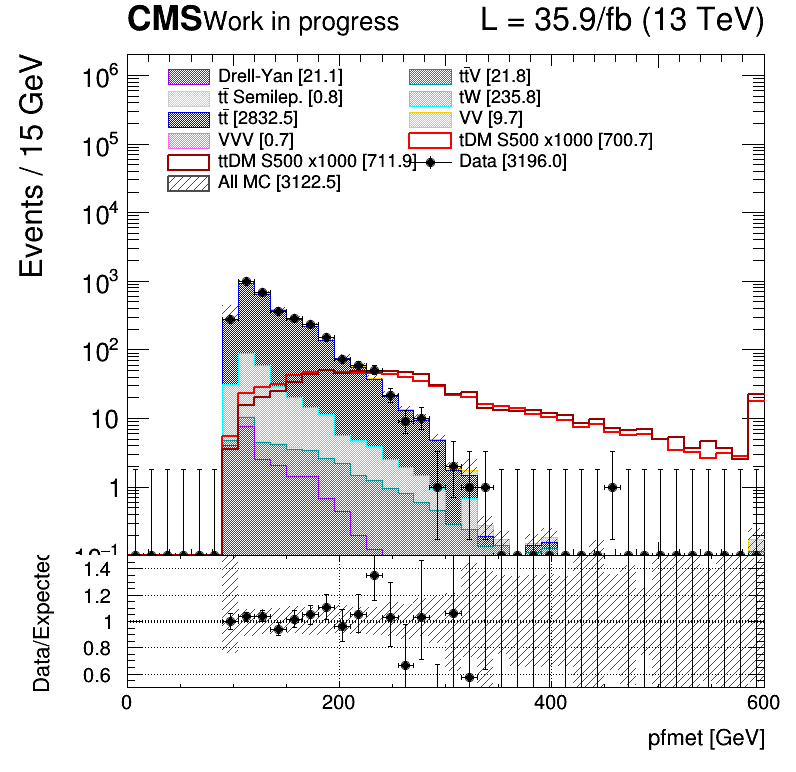 CMS Work in progress L = 35.9/fb (13 TeV)
Events / 15 GeV
Drell-Yan [21.1] tt̄V [21.8]
tt̄ Semilep. [0.8] tW [235.8]
tt̄ [2832.5] VV [9.7]
VVV [0.7] tDM S500 x1000 [700.7]
ttDM S500 x1000 [711.9] Data [3196.0]
All MC [3122.5]
10⁶
10⁵
10⁴
10³
10²
10
1
10⁻¹
Data/Expected
1.4
1.2
1
0.8
0.6
0 200 400 600
pfmet [GeV]